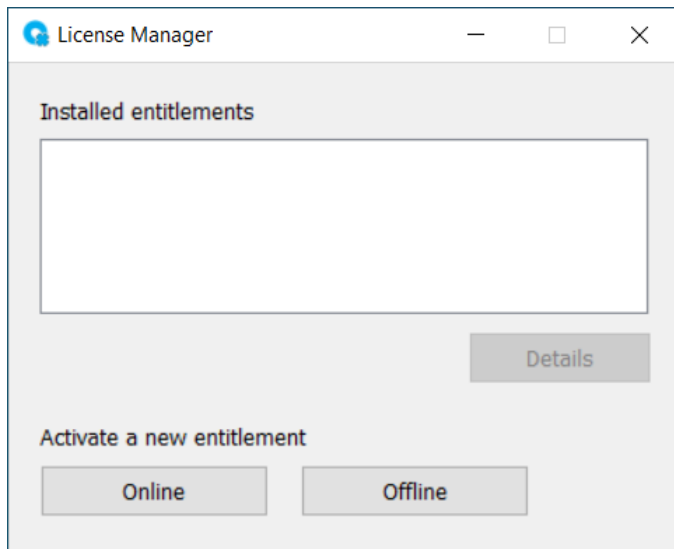 License Manager
Installed entitlements
Details
Activate a new entitlement
Online Offline